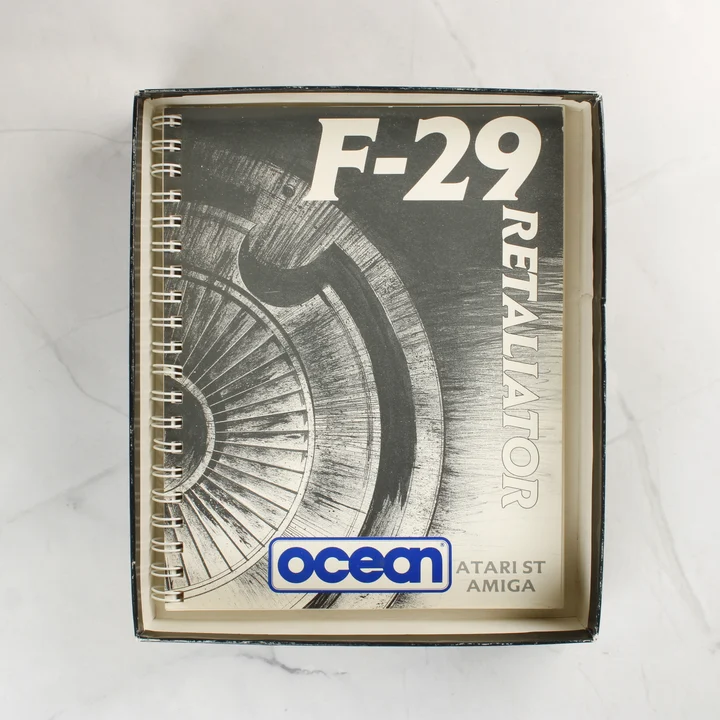 F-29
RETALIATOR
ocean®
ATARI ST
AMIGA